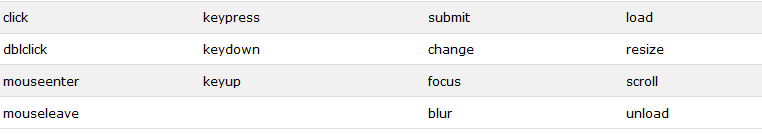 click keypress submit load
dblclick keydown change resize
mouseenter keyup focus scroll
mouseleave blur unload